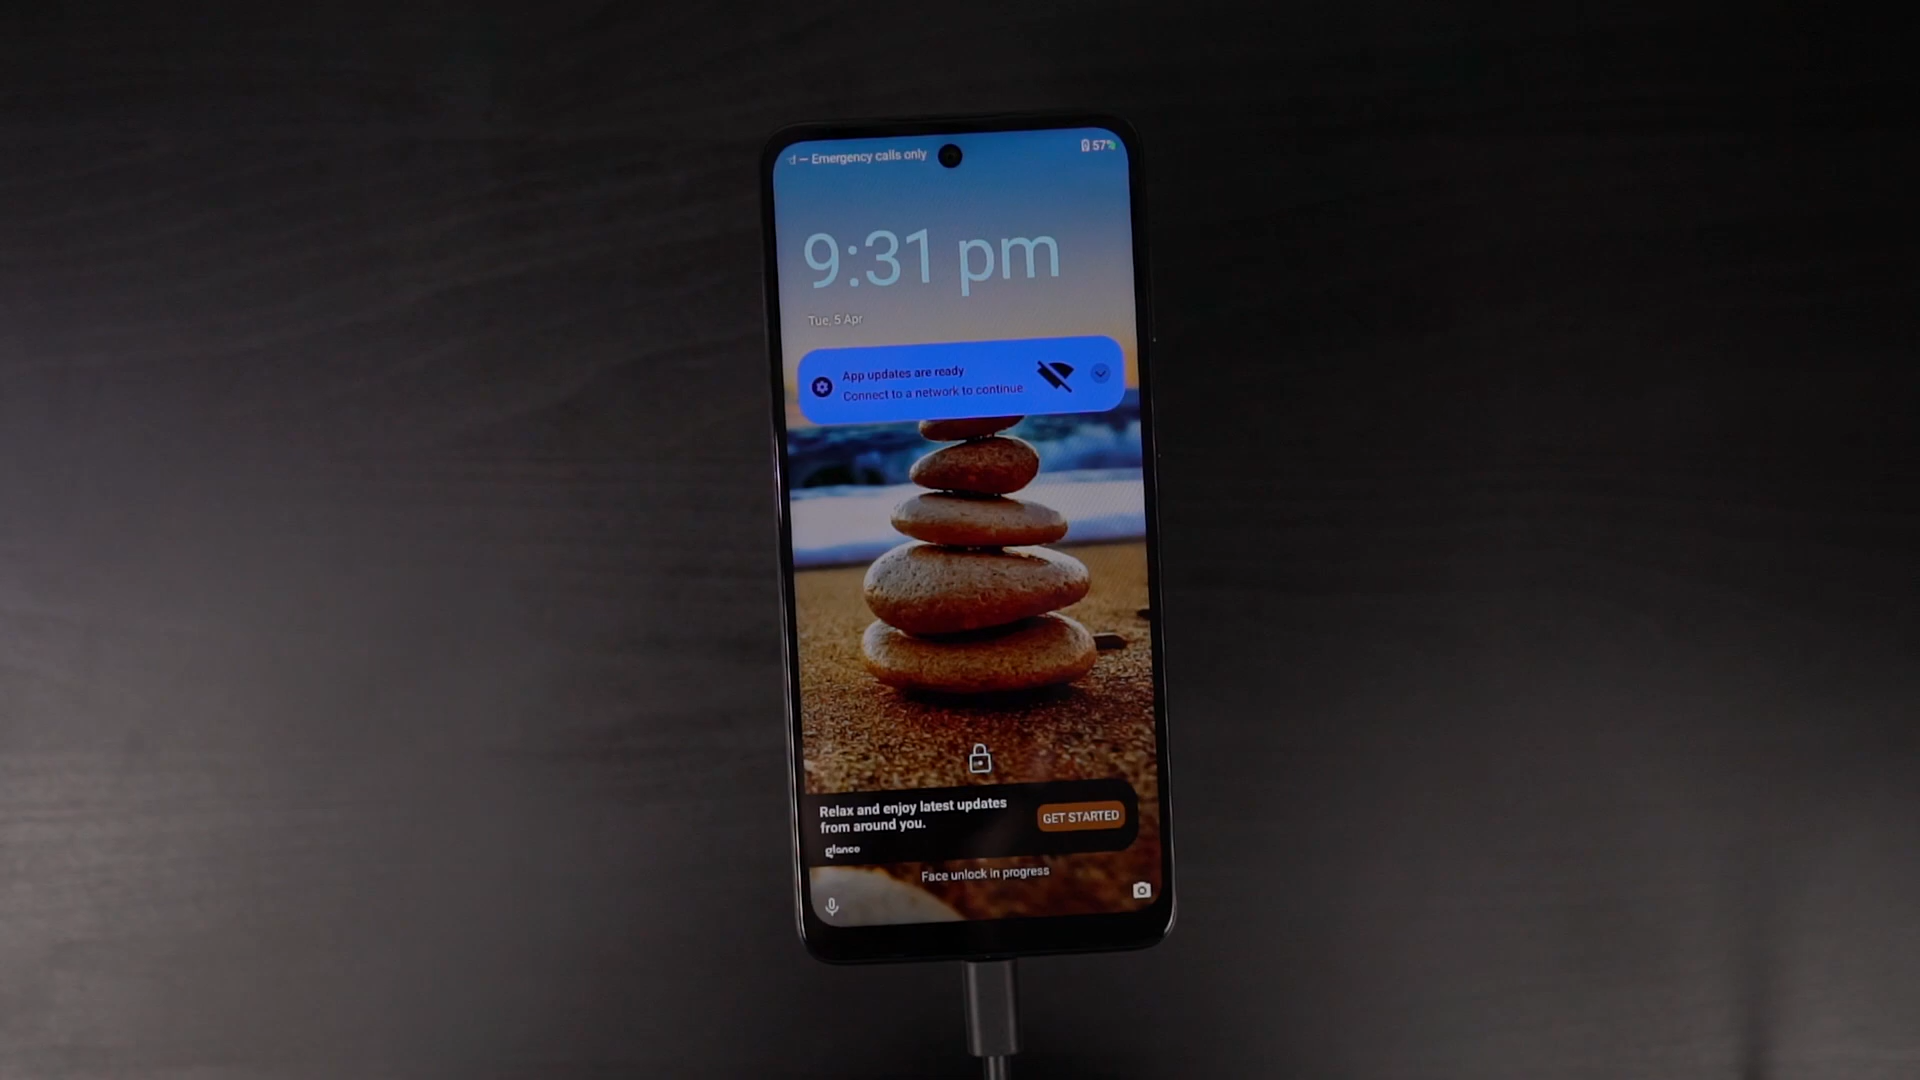 – Emergency calls only
57%
9:31 pm
Tue, 5 Apr
App updates are ready
Connect to a network to continue
Relax and enjoy latest updates
from around you.
GET STARTED
glance
Face unlock in progress